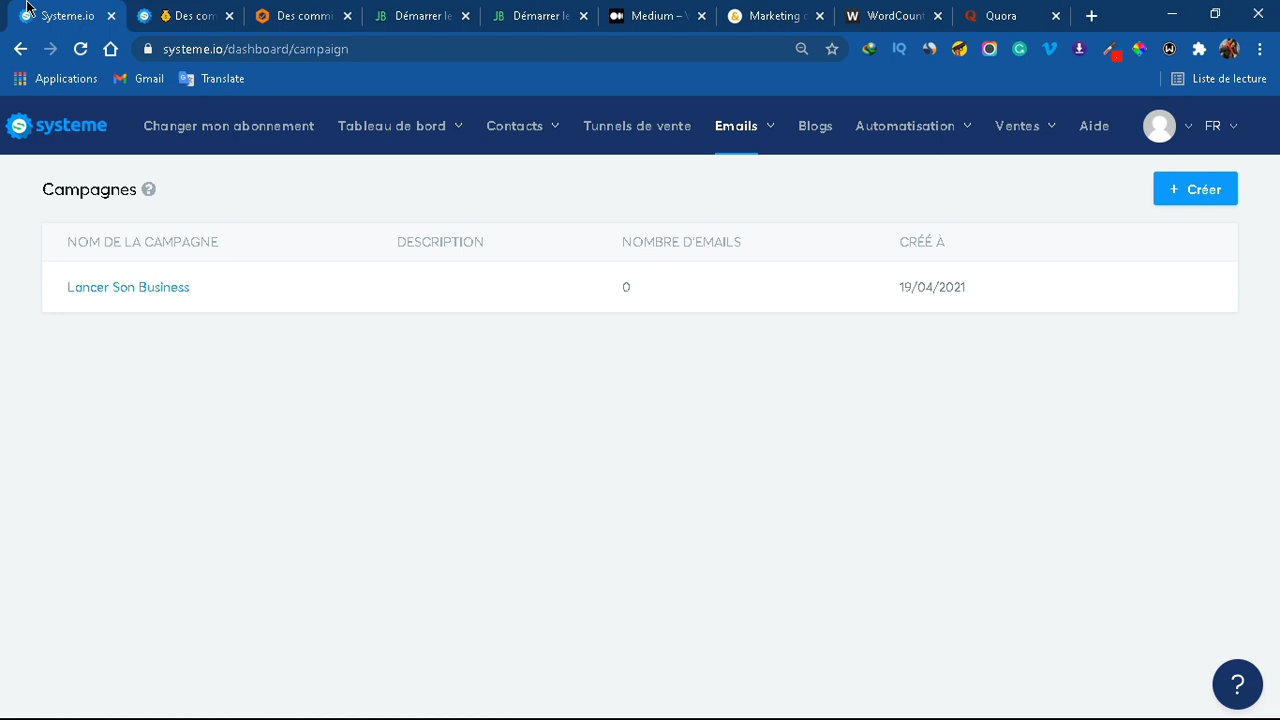 Systeme.io Des com Des commi Démarrer le Démarrer le Medium – Marketing WordCount Quora
systeme.io/dashboard/campaign
Applications Gmail Translate Liste de lecture
systeme Changer mon abonnement Tableau de bord Contacts Tunnels de vente Emails Blogs Automatisation Ventes Aide FR
Campagnes ?
+ Créer
NOM DE LA CAMPAGNE DESCRIPTION NOMBRE D'EMAILS CRÉÉ À
Lancer Son Business 0 19/04/2021
?